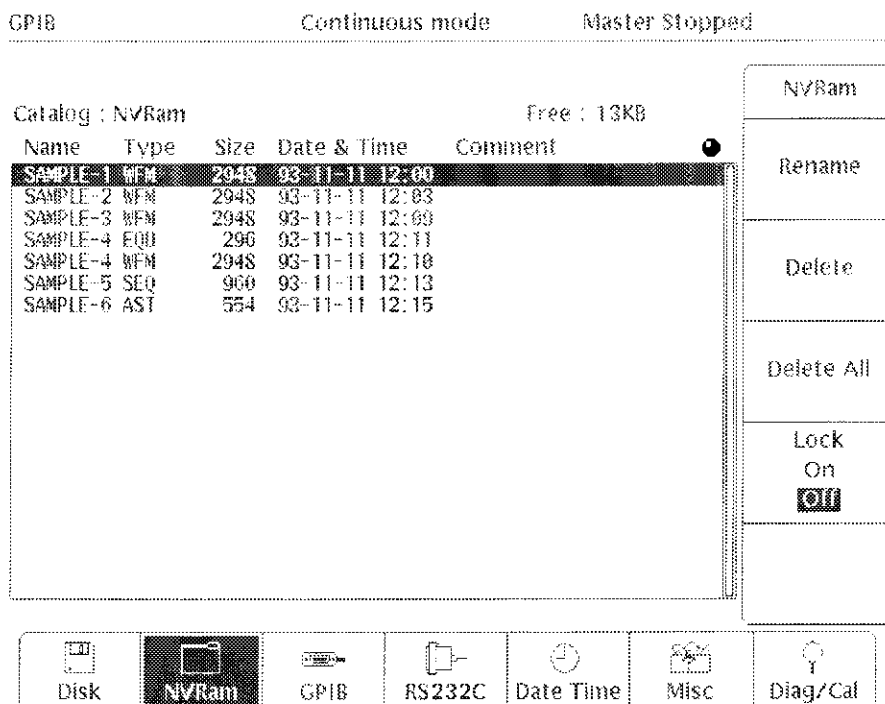 GPIB Continuous mode Master Stopped
NVRam
Catalog : NVRam Free : 13KB
Name Type Size Date & Time Comment
SAMPLE-1 WFM 2948 93-11-11 12:00
SAMPLE-2 WFM 2948 93-11-11 12:03
SAMPLE-3 WFM 2948 93-11-11 12:09
SAMPLE-4 EQU 296 93-11-11 12:11
SAMPLE-4 WFM 2948 93-11-11 12:10
SAMPLE-5 SEQ 960 93-11-11 12:13
SAMPLE-6 AST 554 93-11-11 12:15
Rename
Delete
Delete All
Lock
On
Off
Disk NVRam GPIB RS232C Date Time Misc Diag/Cal